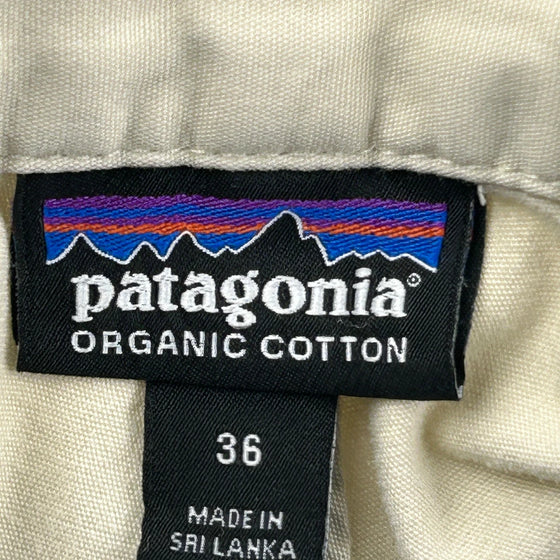 patagonia®
ORGANIC COTTON
36
MADE IN
SRI LANKA